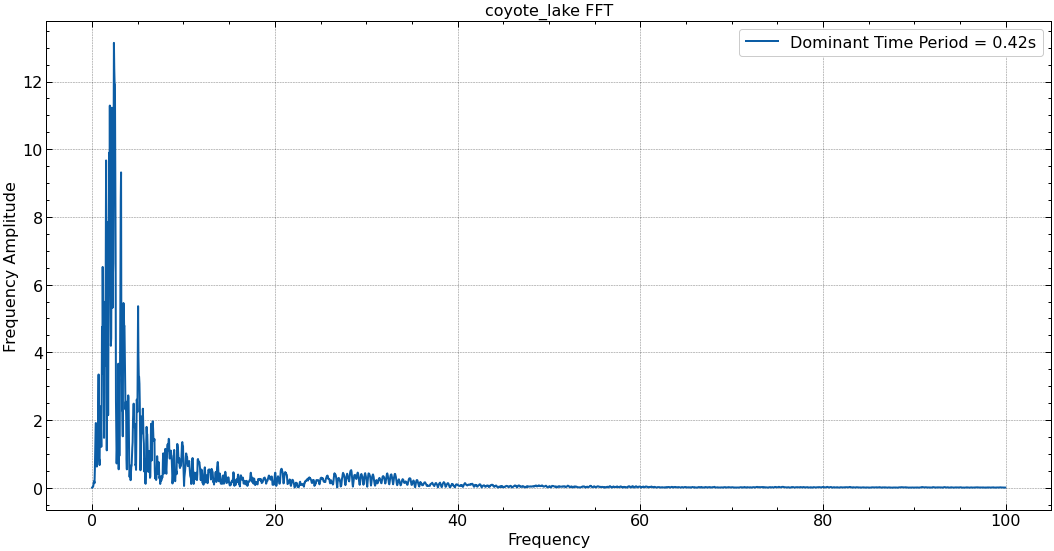 coyote_lake FFT
Dominant Time Period = 0.42s
Frequency Amplitude
12
10
8
6
4
2
0
0 20 40 60 80 100
Frequency